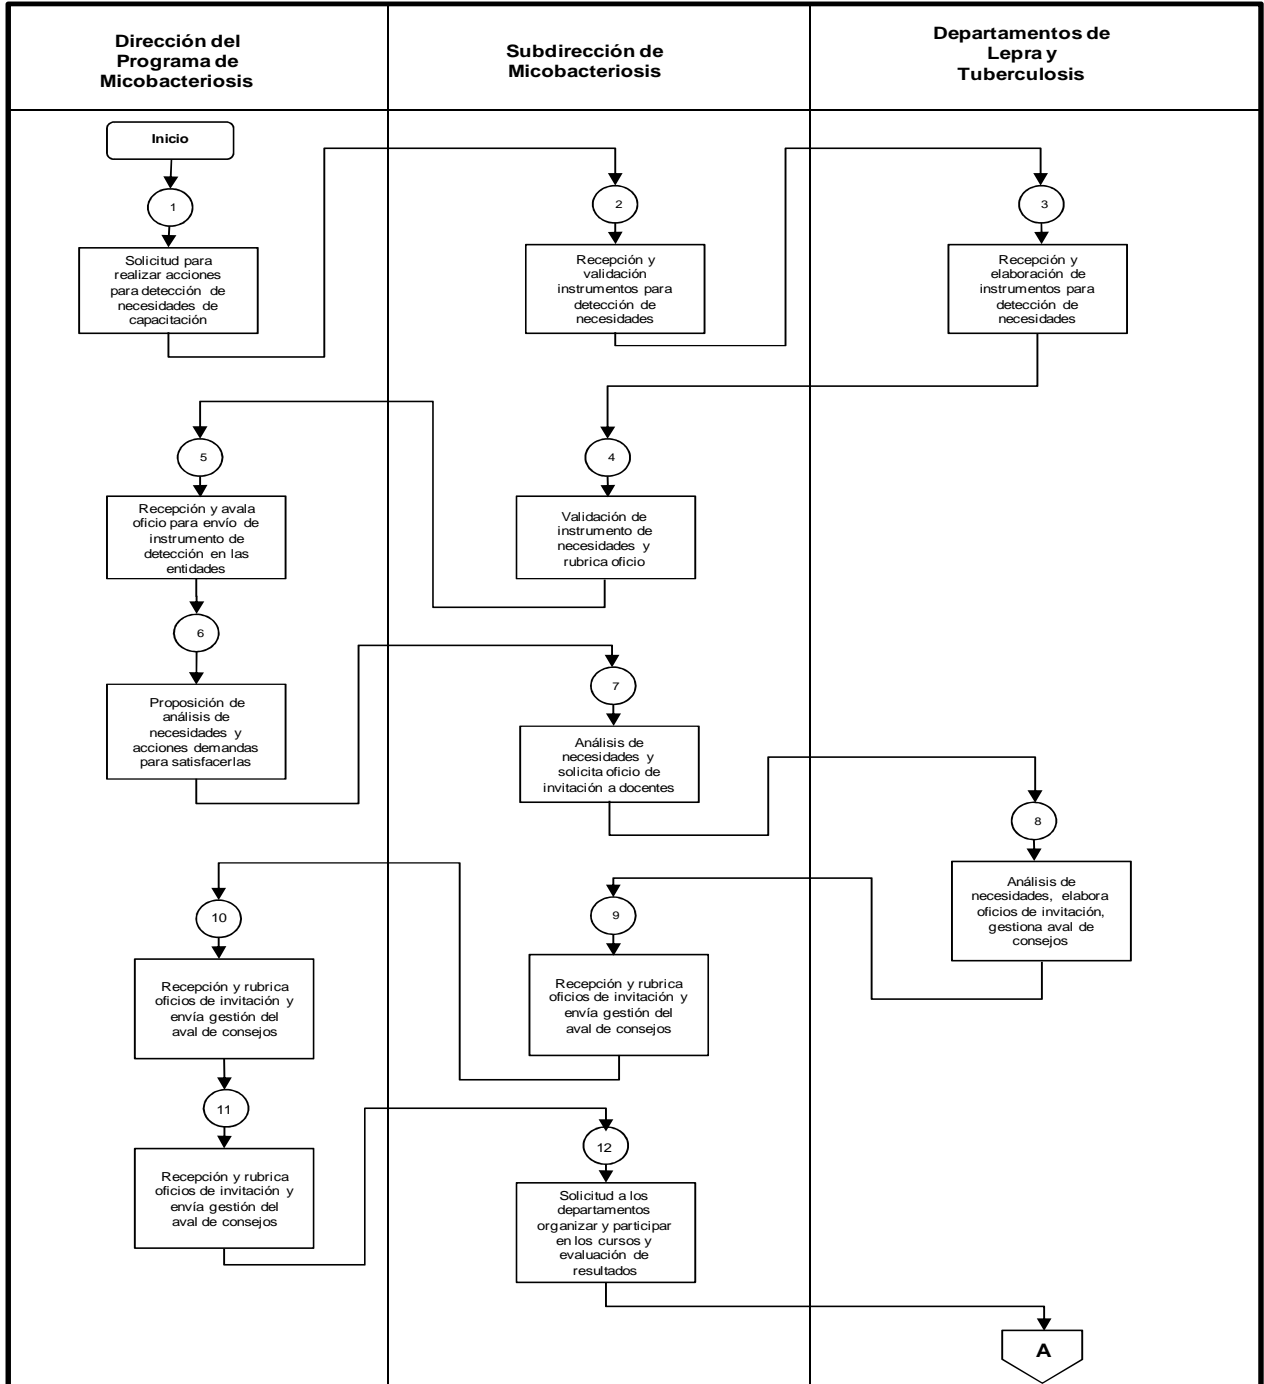 Dirección del
Programa de
Micobacteriosis
Subdirección de
Micobacteriosis
Departamentos de
Lepra y
Tuberculosis
Inicio
1
Solicitud para
realizar acciones
para detección de
necesidades de
capacitación
2
Recepción y
validación
instrumentos para
detección de
necesidades
3
Recepción y
elaboración de
instrumentos para
detección de
necesidades
4
Validación de
instrumento de
necesidades y
rubrica oficio
5
Recepción y avala
oficio para envío de
instrumento de
detección en las
entidades
6
Proposición de
análisis de
necesidades y
acciones demandas
para satisfacerlas
7
Análisis de
necesidades y
solicita oficio de
invitación a docentes
8
Análisis de
necesidades, elabora
oficios de invitación,
gestiona aval de
consejos
9
Recepción y rubrica
oficios de invitación y
envía gestión del
aval de consejos
10
Recepción y rubrica
oficios de invitación y
envía gestión del
aval de consejos
11
Recepción y rubrica
oficios de invitación y
envía gestión del
aval de consejos
12
Solicitud a los
departamentos
organizar y participar
en los cursos y
evaluación de
resultados
A